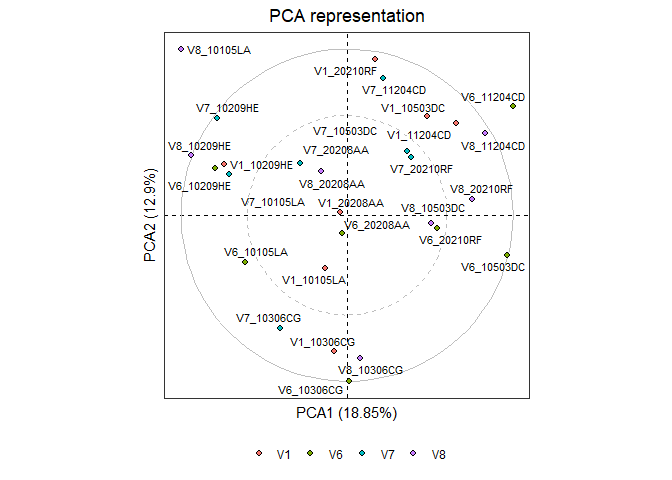 PCA representation
V8_10105LA
V1_20210RF
V7_11204CD
V6_11204CD
V7_10209HE
V1_10503DC
V7_10503DC
V1_11204CD
V8_10209HE
V7_20208AA
V8_11204CD
V1_10209HE
V7_20210RF
V6_10209HE
V8_20208AA
V8_20210RF
V7_10105LA
V1_20208AA
V8_10503DC
V6_20208AA
V6_20210RF
V6_10105LA
V6_10503DC
V1_10105LA
V7_10306CG
V1_10306CG
V8_10306CG
V6_10306CG
PCA2 (12.9%)
PCA1 (18.85%)
V1 V6 V7 V8